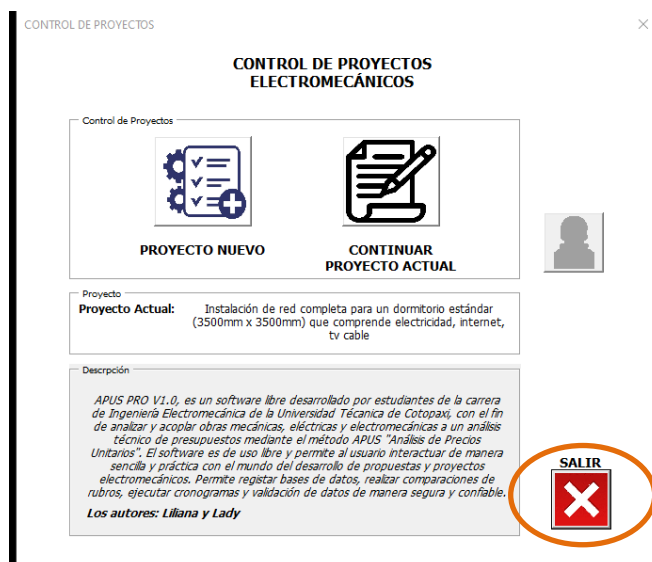 CONTROL DE PROYECTOS
CONTROL DE PROYECTOS
ELECTROMECÁNICOS
Control de Proyectos
PROYECTO NUEVO
CONTINUAR
PROYECTO ACTUAL
Proyecto
Proyecto Actual:
Instalación de red completa para un dormitorio estándar
(3500mm x 3500mm) que comprende electricidad, internet,
tv cable
Descrpción
APUS PRO V1.0, es un software libre desarrollado por estudiantes de la carrera
de Ingeniería Electromecánica de la Universidad Técanica de Cotopaxi, con el fin
de analizar y acoplar obras mecánicas, eléctricas y electromecánicas a un análisis
técnico de presupuestos mediante el método APUS "Análisis de Precios
Unitarios". El software es de uso libre y permite al usuario interactuar de manera
sencilla y práctica con el mundo del desarollo de propuestas y proyectos
electromecánicos. Permite registar bases de datos, realizar comparaciones de
rubros, ejecutar cronogramas y validación de datos de manera segura y confiable.
Los autores: Liliana y Lady
SALIR